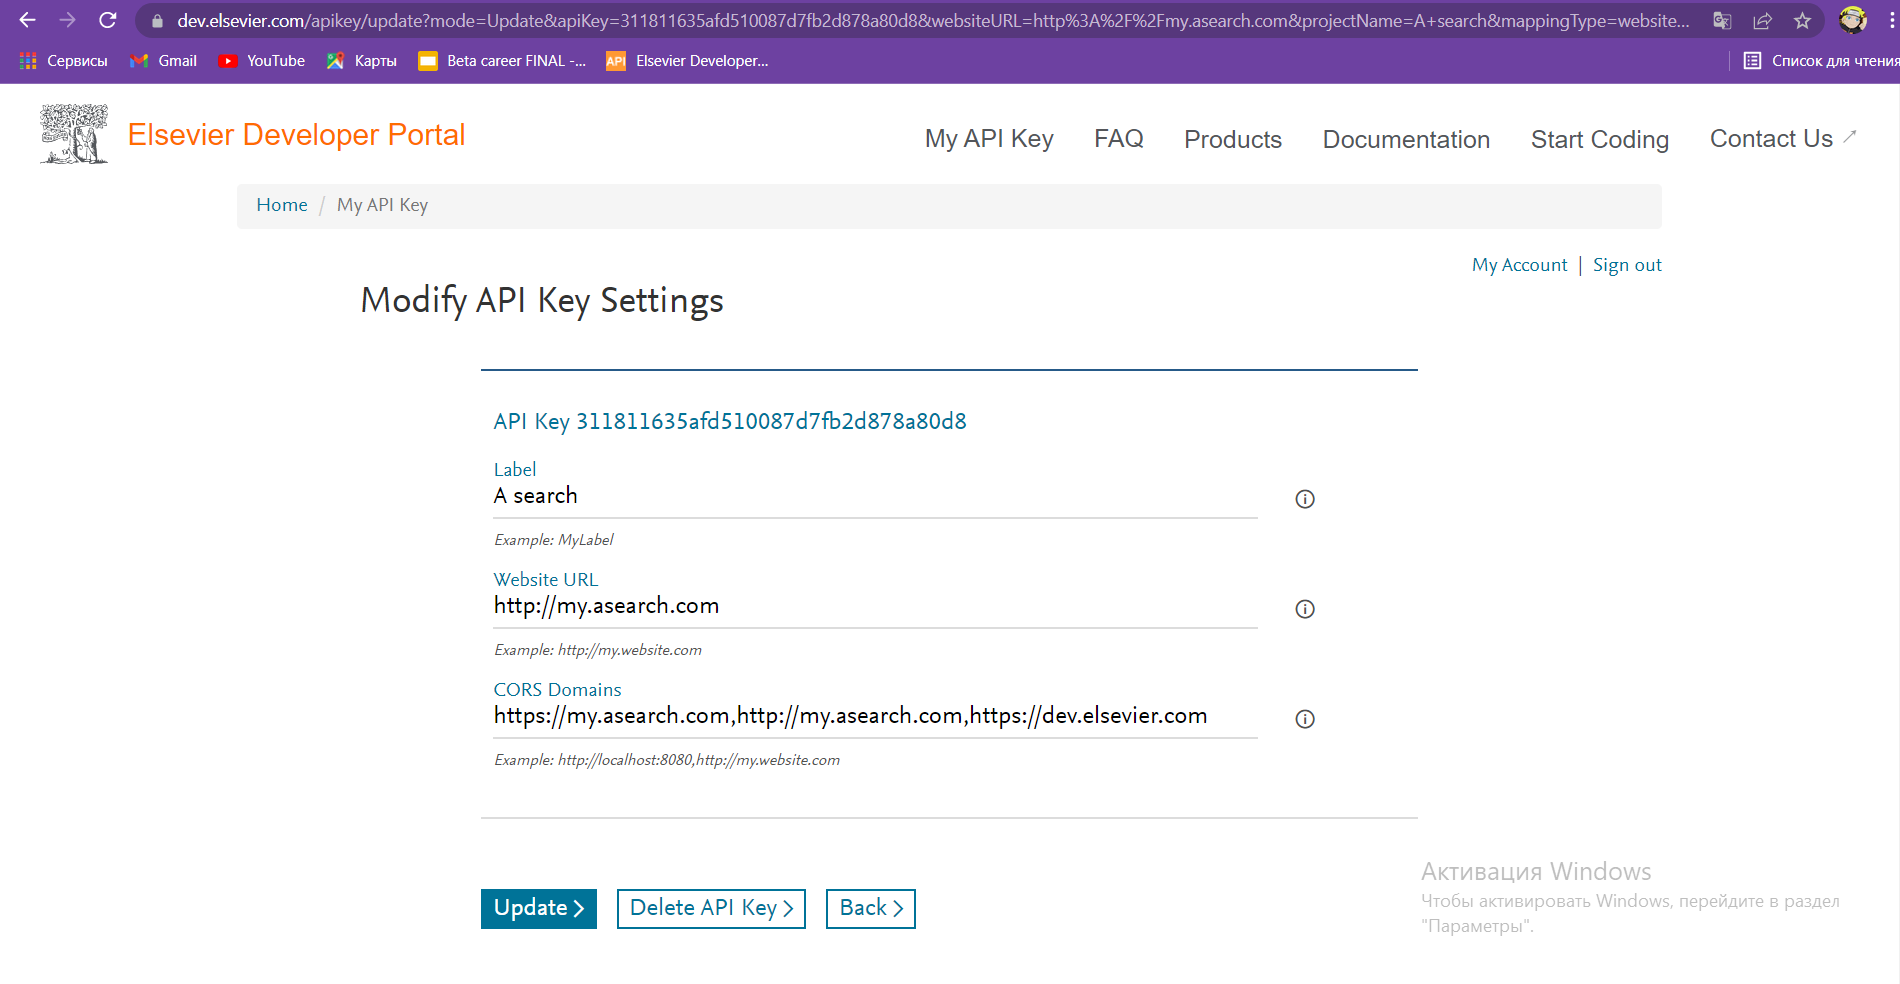 dev.elsevier.com/apikey/update?mode=Update&apiKey=311811635afd510087d7fb2d878a80d8&websiteURL=http%3A%2F%2Fmy.asearch.com&projectName=A+search&mappingType=website...
Сервисы Gmail YouTube Карты Beta career FINAL -... API Elsevier Developer... Список для чтения
Elsevier Developer Portal
My API Key FAQ Products Documentation Start Coding Contact Us
Home / My API Key
My Account | Sign out
Modify API Key Settings
API Key 311811635afd510087d7fb2d878a80d8
Label
A search
Example: MyLabel
Website URL
http://my.asearch.com
Example: http://my.website.com
CORS Domains
https://my.asearch.com,http://my.asearch.com,https://dev.elsevier.com
Example: http://localhost:8080,http://my.website.com
Update
Delete API Key
Back
Активация Windows
Чтобы активировать Windows, перейдите в раздел
"Параметры".